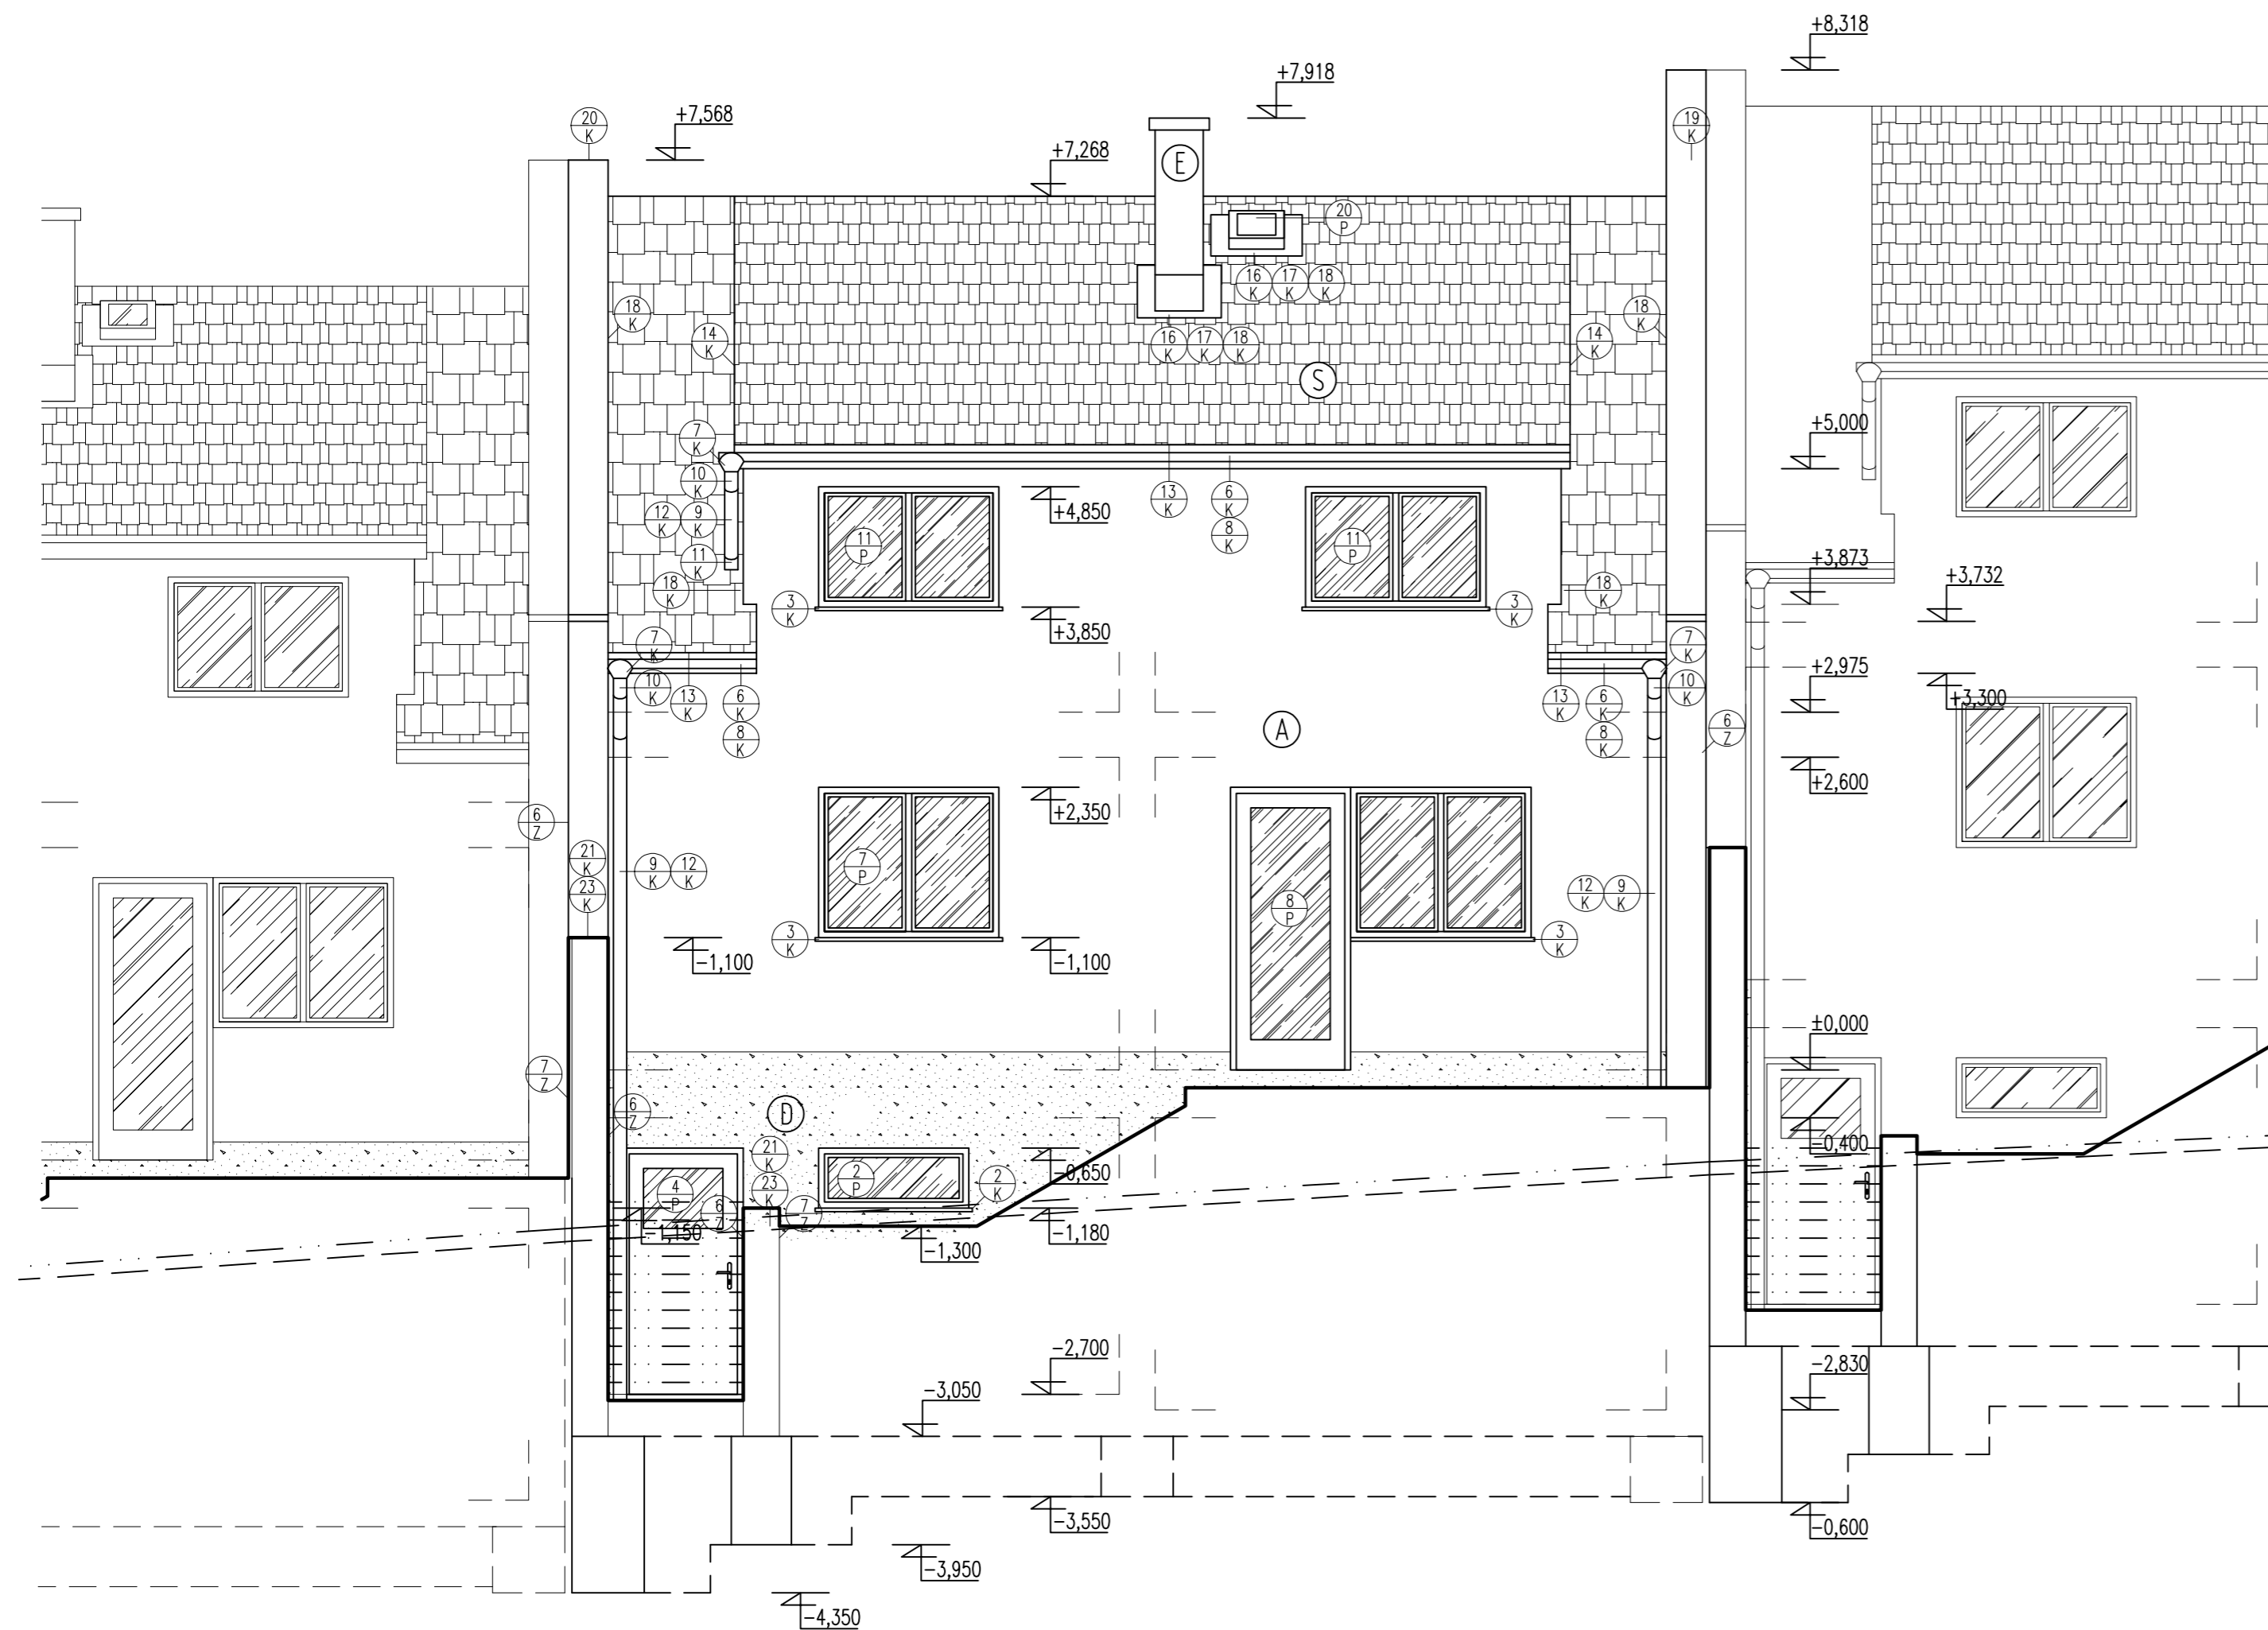 +8,318
+7,918
+7,568
20
K
19
K
+7,268
E
20
P
16
K
17
K
18
K
18
K
18
K
14
K
16
K
17
K
18
K
14
K
S
7
K
+5,000
10
K
13
K
6
K
8
K
12
K
9
K
+4,850
11
P
11
P
11
K
+3,873
+3,732
18
K
18
K
3
K
3
K
+3,850
7
K
7
K
+2,975
10
K
13
K
6
K
8
K
13
K
6
K
8
K
10
K
+3,300
A
6
Z
+2,600
+2,350
6
Z
21
K
23
K
9
K
12
K
7
P
12
K
9
K
8
P
3
K
3
K
-1,100
-1,100
±0,000
7
Z
6
Z
D
-0,400
21
K
23
K
2
P
2
K
-0,650
4
P
6
Z
7
Z
-1,150
-1,300
-1,180
-2,700
-2,830
-3,050
-3,550
-0,600
-3,950
-4,350